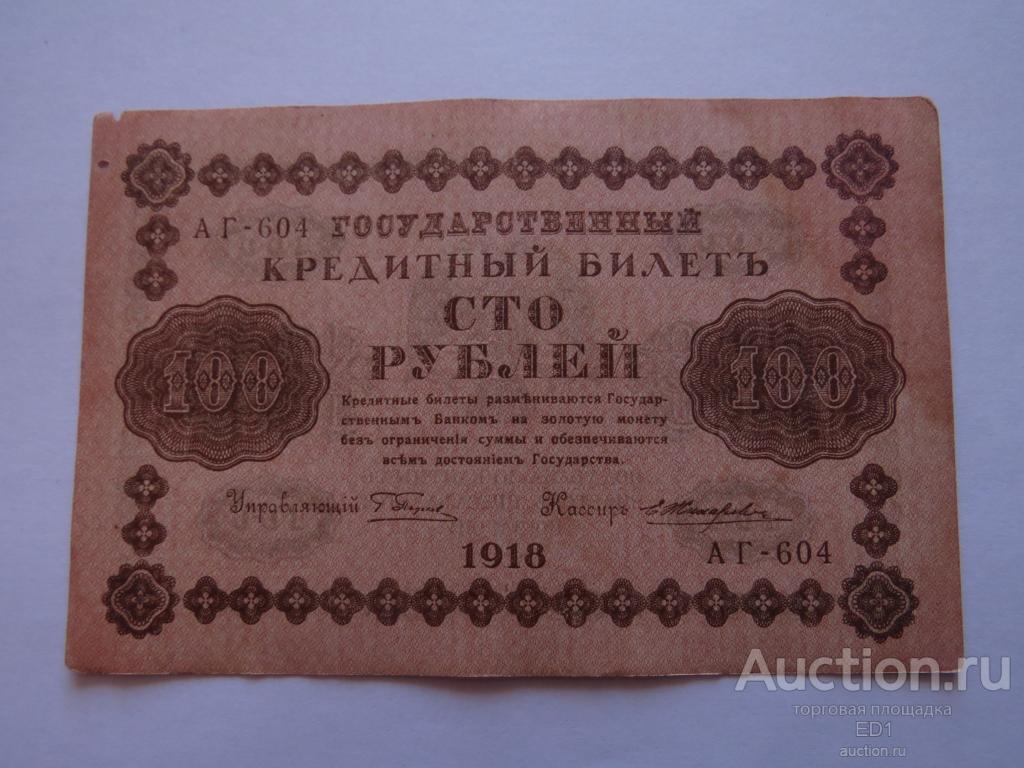 АГ-604 ГОСУДАРСТВЕННЫЙ
КРЕДИТНЫЙ БИЛЕТЪ
СТО
РУБЛЕЙ
100
100
Кредитные билеты размѣниваются Государ-
ственнымъ Банкомъ на золотую монету
безъ ограниченія суммы и обезпечиваются
всѣмъ достояніемъ Государства.
Управляющій
Кассиръ
1918
АГ-604
Auction.ru
торговая площадка
ED1
auction.ru